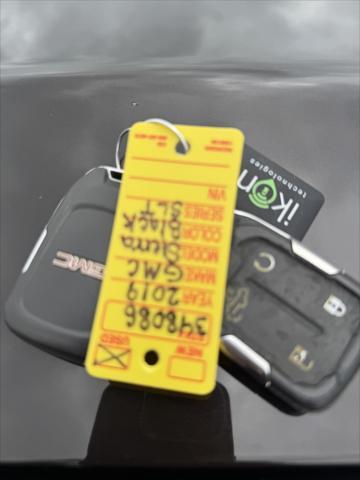 USED
NEW
348086
YEAR 2019
MAKE GMC
MODEL Sierra
COLOR BLACK
SERIES SLT
VIN
GMC
ikon
technologies